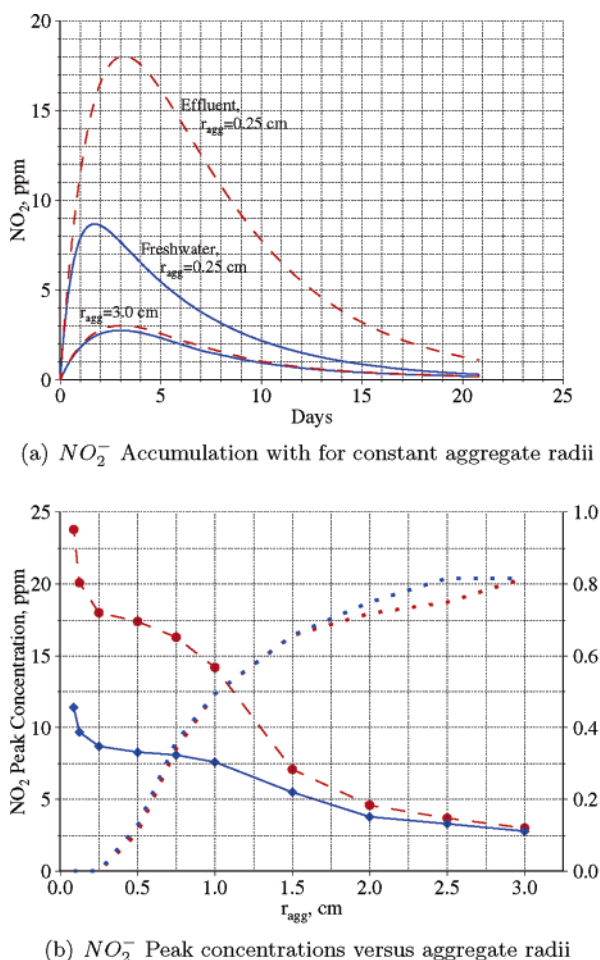 20
15
10
5
0
NO2, ppm
Effluent,
ragg=0.25 cm
Freshwater,
ragg=0.25 cm
ragg=3.0 cm
0 5 10 15 20 25
Days
(a) NO2− Accumulation with for constant aggregate radii
25
20
15
10
5
0
NO2 Peak Concentration, ppm
1.0
0.8
0.6
0.4
0.2
0.0
0.0 0.5 1.0 1.5 2.0 2.5 3.0
ragg, cm
(b) NO2− Peak concentrations versus aggregate radii